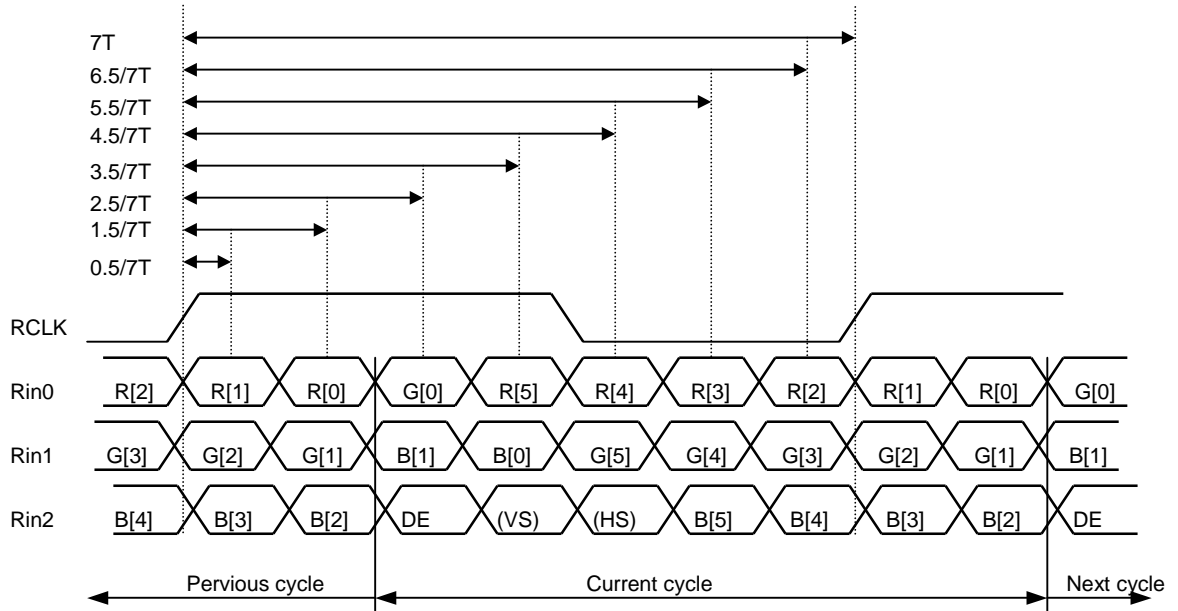 7T
6.5/7T
5.5/7T
4.5/7T
3.5/7T
2.5/7T
1.5/7T
0.5/7T
RCLK
Rin0 R[2] R[1] R[0] G[0] R[5] R[4] R[3] R[2] R[1] R[0] G[0]
Rin1 G[3] G[2] G[1] B[1] B[0] G[5] G[4] G[3] G[2] G[1] B[1]
Rin2 B[4] B[3] B[2] DE (VS) (HS) B[5] B[4] B[3] B[2] DE
Pervious cycle Current cycle Next cycle